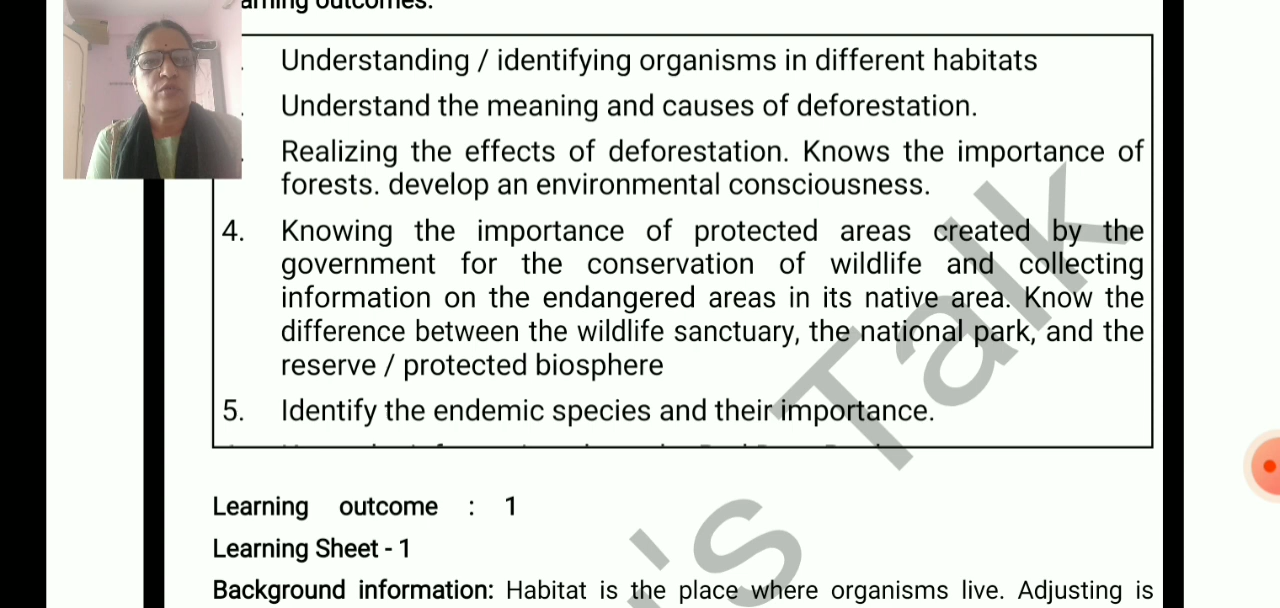 arning outcomes:
Understanding / identifying organisms in different habitats
Understand the meaning and causes of deforestation.
Realizing the effects of deforestation. Knows the importance of
forests. develop an environmental consciousness.
4. Knowing the importance of protected areas created by the
government for the conservation of wildlife and collecting
information on the endangered areas in its native area. Know the
difference between the wildlife sanctuary, the national park, and the
reserve / protected biosphere
5. Identify the endemic species and their importance.
Learning outcome : 1
Learning Sheet - 1
Background information: Habitat is the place where organisms live. Adjusting is
's Talk